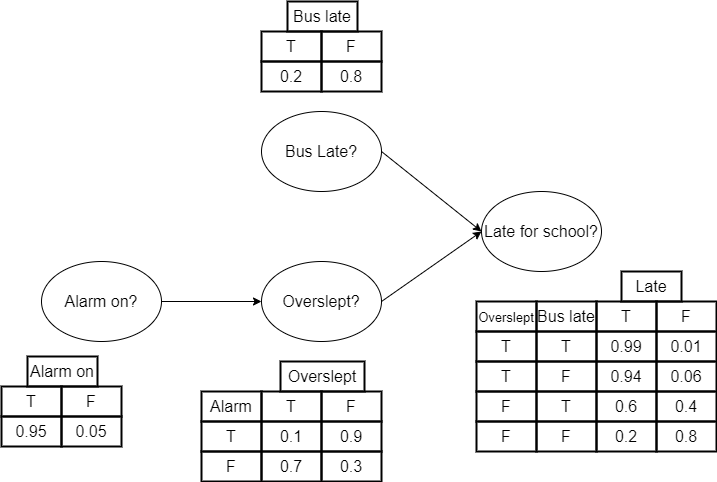 Bus late
T F
0.2 0.8
Bus Late?
Late for school?
Alarm on?
Overslept?
Late
Overslept Bus late T F
T T 0.99 0.01
T F 0.94 0.06
F T 0.6 0.4
F F 0.2 0.8
Alarm on
T F
0.95 0.05
Overslept
Alarm T F
T 0.1 0.9
F 0.7 0.3